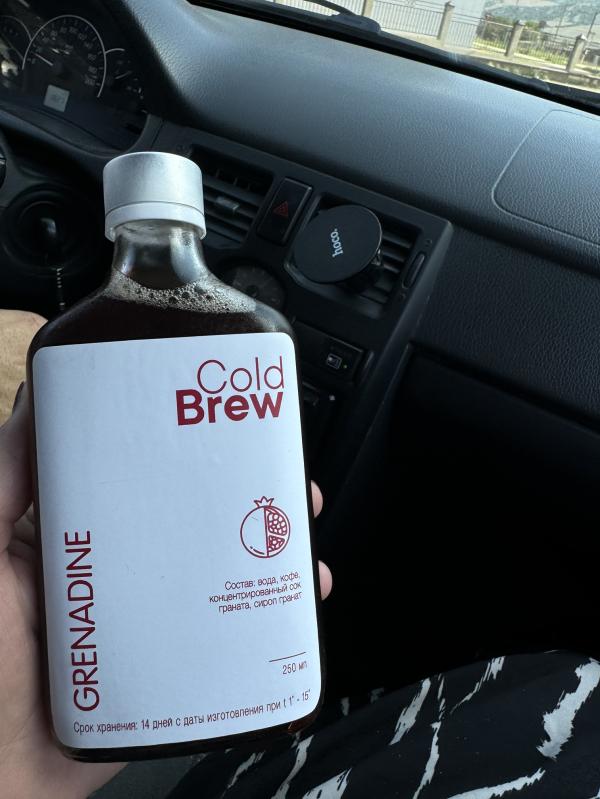 hoco.
Cold
Brew
GRENADINE
Состав: вода, кофе,
концентрированный сок
граната, сироп гранат
250 мл
Срок хранения: 14 дней с даты изготовления при t 1° - 15°